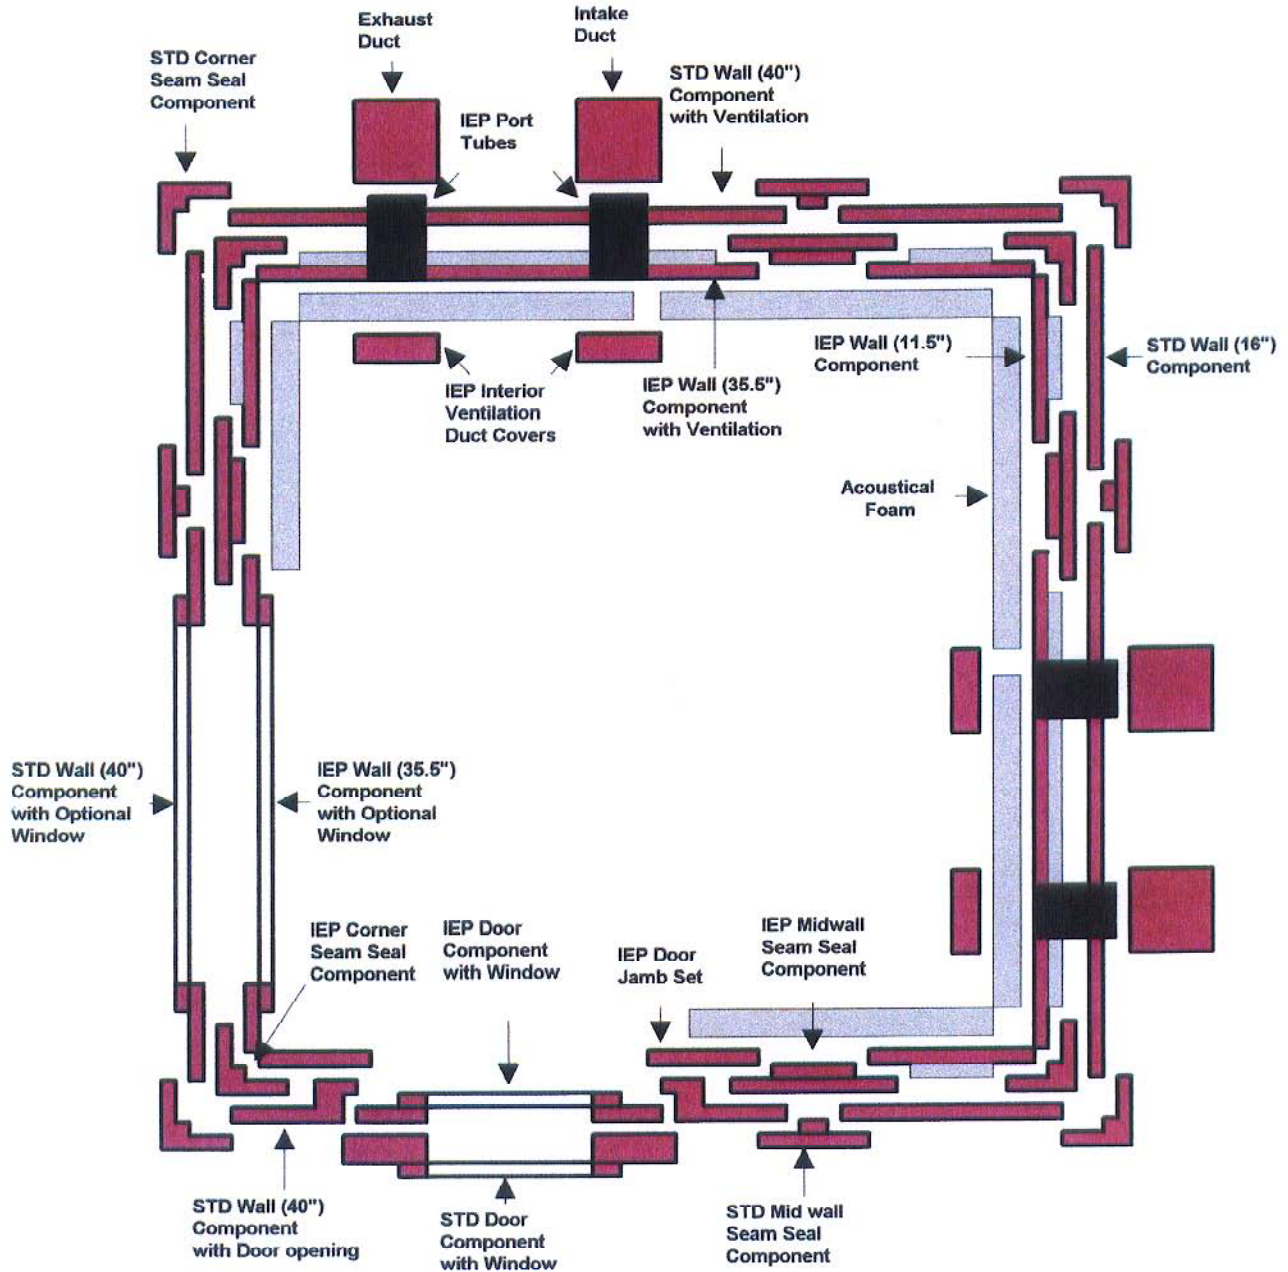 Exhaust
Duct
Intake
Duct
STD Corner
Seam Seal
Component
STD Wall (40")
Component
with Ventilation
IEP Port
Tubes
IEP Wall (11.5")
Component
STD Wall (16")
Component
IEP Interior
Ventilation
Duct Covers
IEP Wall (35.5")
Component
with Ventilation
Acoustical
Foam
STD Wall (40")
Component
with Optional
Window
IEP Wall (35.5")
Component
with Optional
Window
IEP Corner
Seam Seal
Component
IEP Door
Component
with Window
IEP Door
Jamb Set
IEP Midwall
Seam Seal
Component
STD Wall (40")
Component
with Door opening
STD Door
Component
with Window
STD Mid wall
Seam Seal
Component